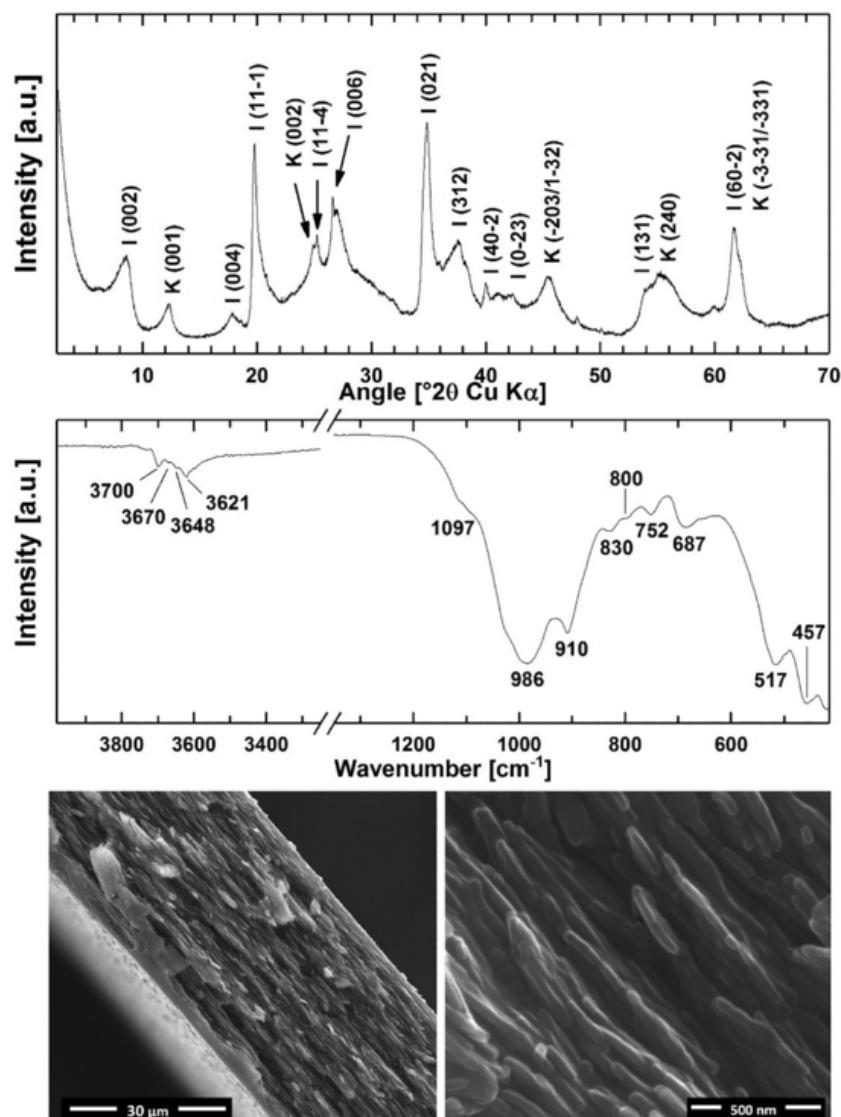 Intensity [a.u.]
I (002)
K (001)
I (004)
I (11-1)
K (002)
I (11-4)
I (006)
I (021)
I (312)
I (40-2)
I (0-23)
K (-203/1-32)
I (131)
K (240)
I (60-2)
K (-3-31/-331)
10 20 30 40 50 60 70
Angle [°2θ Cu Kα]
Intensity [a.u.]
3700
3670
3648
3621
1097
986
910
830
800
752
687
517
457
3800 3600 3400 1200 1000 800 600
Wavenumber [cm-1]
30 µm
500 nm